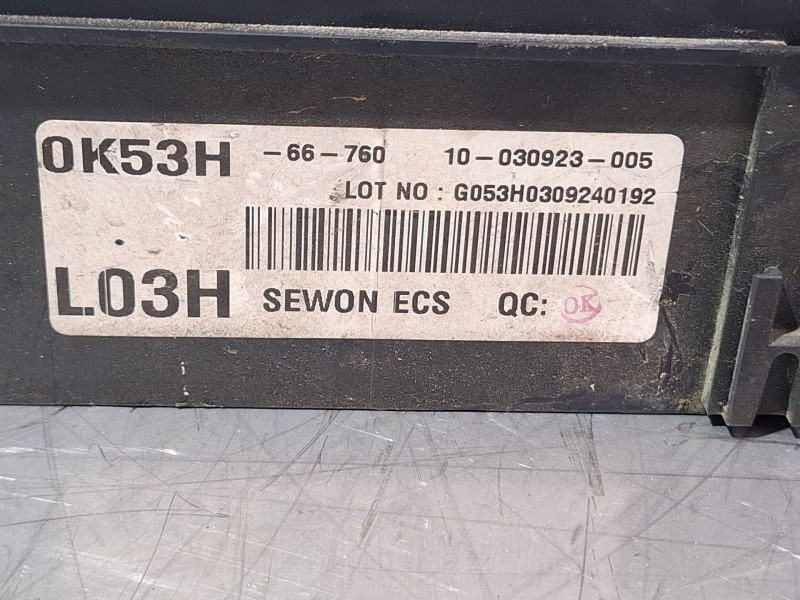 0K53H -66-760 10-030923-005
LOT NO : G053H0309240192
L03H SEWON ECS QC: OK